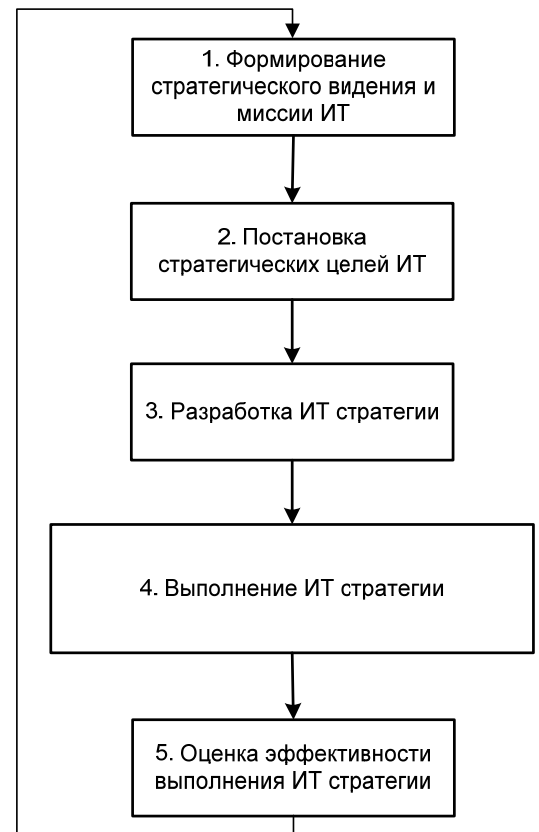 1. Формирование
стратегического видения и
миссии ИТ
2. Постановка
стратегических целей ИТ
3. Разработка ИТ стратегии
4. Выполнение ИТ стратегии
5. Оценка эффективности
выполнения ИТ стратегии